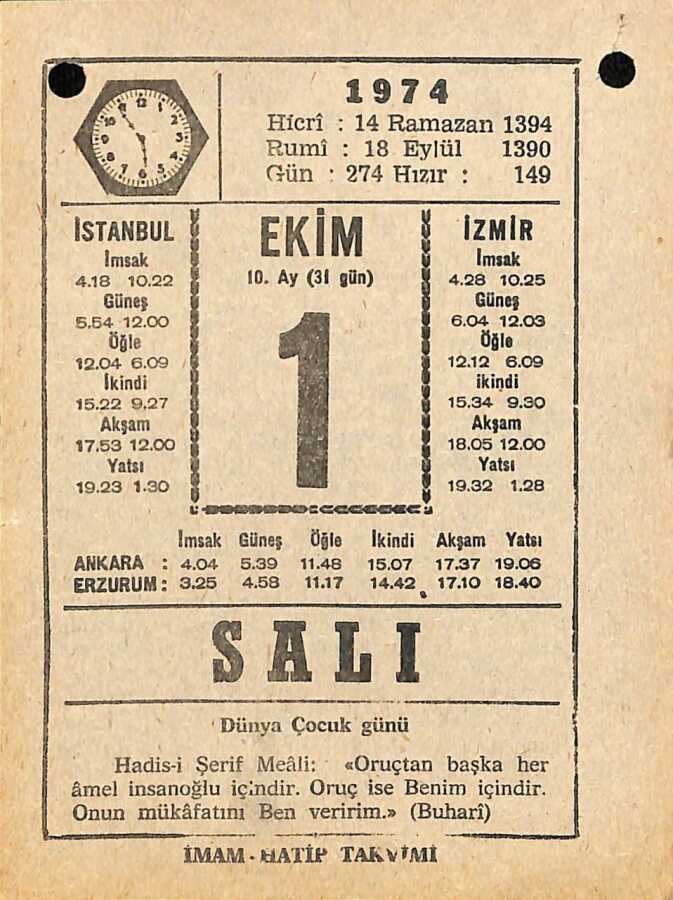 1974
Hicrî : 14 Ramazan 1394
Rumî : 18 Eylül 1390
Gün : 274 Hızır : 149
İSTANBUL
İmsak
4.18 10.22
Güneş
5.54 12.00
Öğle
12.04 6.09
İkindi
15.22 9.27
Akşam
17.53 12.00
Yatsı
19.23 1.30
EKİM
10. Ay (31 gün)
1
İZMİR
İmsak
4.28 10.25
Güneş
6.04 12.03
Öğle
12.12 6.09
ikindi
15.34 9.30
Akşam
18.05 12.00
Yatsı
19.32 1.28
İmsak Güneş Öğle İkindi Akşam Yatsı
ANKARA : 4.04 5.39 11.48 15.07 17.37 19.06
ERZURUM : 3.25 4.58 11.17 14.42 17.10 18.40
SALI
Dünya Çocuk günü
Hadis-i Şerif Meâli: «Oruçtan başka her
âmel insanoğlu içindir. Oruç ise Benim içindir.
Onun mükâfatını Ben veririm.» (Buharî)
İMAM - HATİP TAKVİMİ